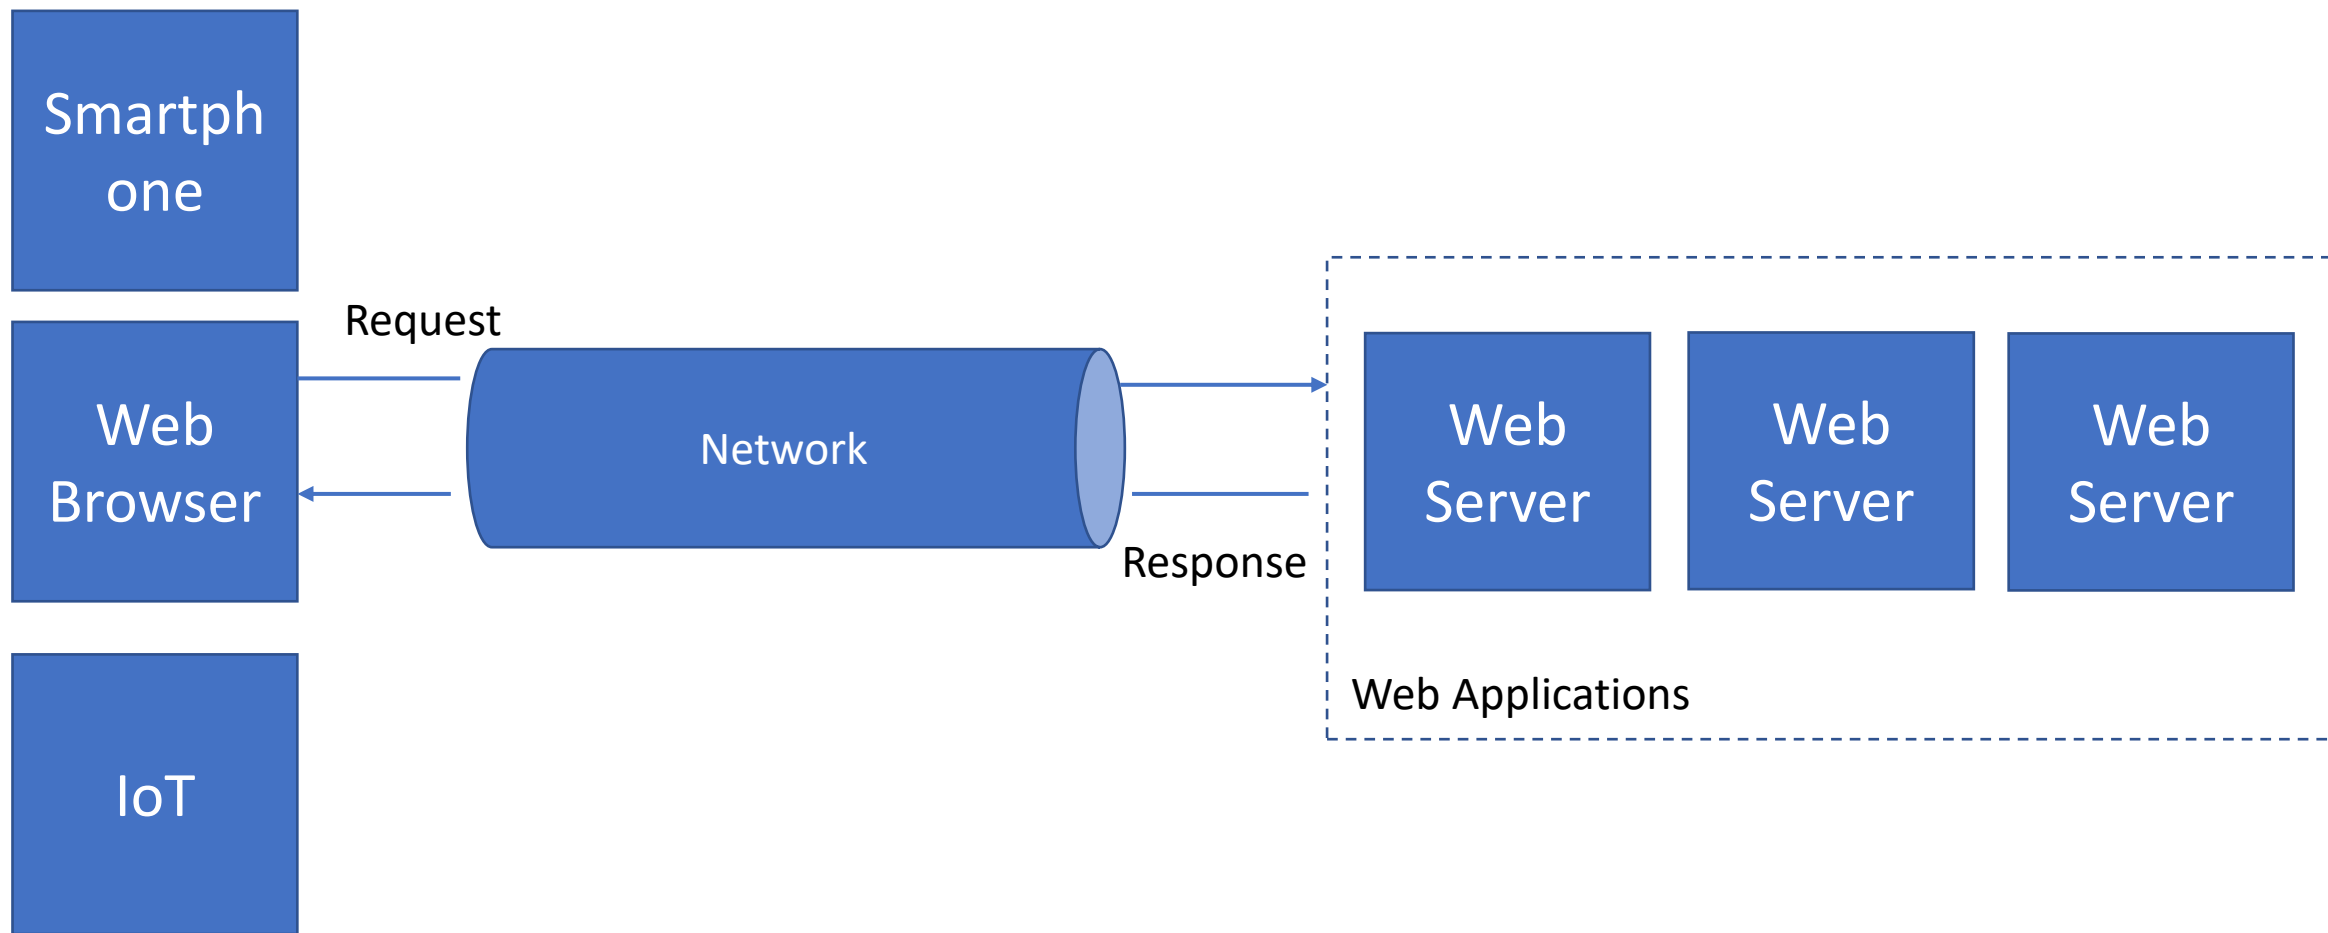 Smartph
one
Request
Web
Browser
Network
Response
Web
Server
Web
Server
Web
Server
Web Applications
IoT